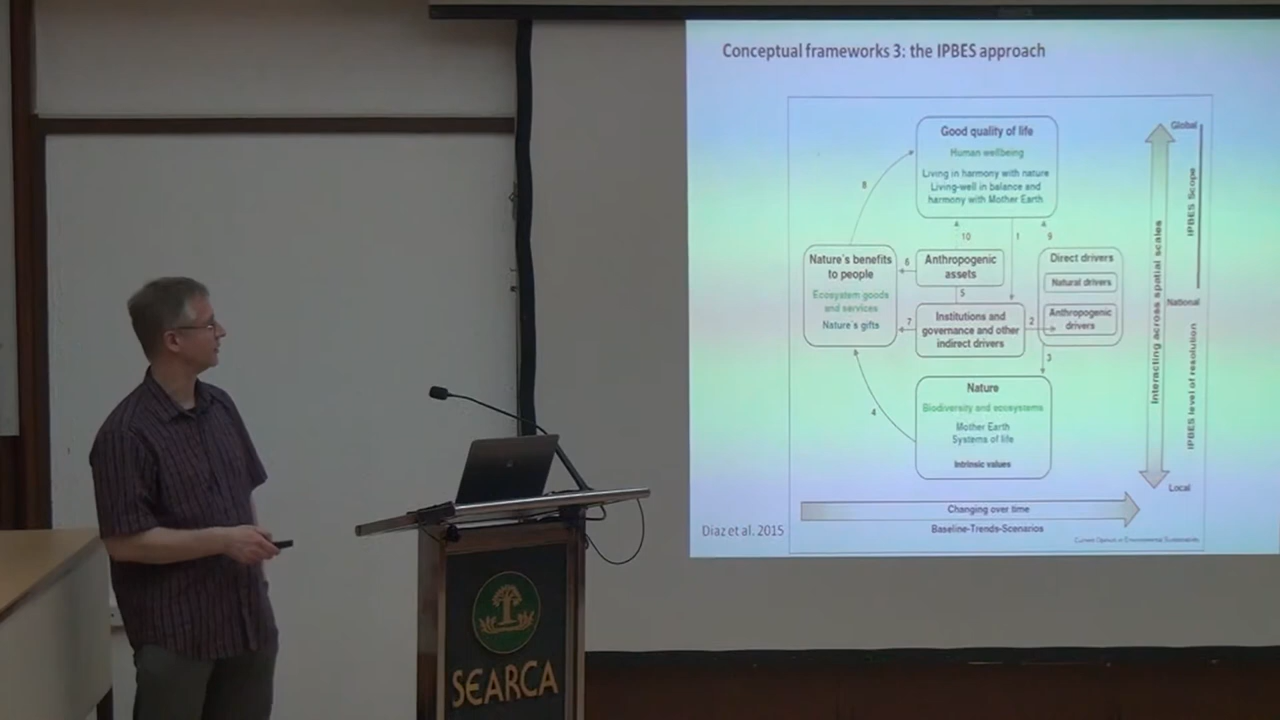 Conceptual frameworks 3: the IPBES approach
Good quality of life
Human wellbeing
Living in harmony with nature
Living-well in balance and
harmony with Mother Earth
8
10
1
9
Nature's benefits
to people
Ecosystem goods
and services
Nature's gifts
6
Anthropogenic
assets
5
7
Institutions and
governance and other
indirect drivers
2
Direct drivers
Natural drivers
Anthropogenic
drivers
3
4
Nature
Biodiversity and ecosystems
Mother Earth
Systems of life
Intrinsic values
Interacting across spatial scales
Global
IPBES Scope
National
IPBES level of resolution
Local
Changing over time
Baseline-Trends-Scenarios
Diaz et al. 2015
Current Opinion in Environmental Sustainability
SEARCA